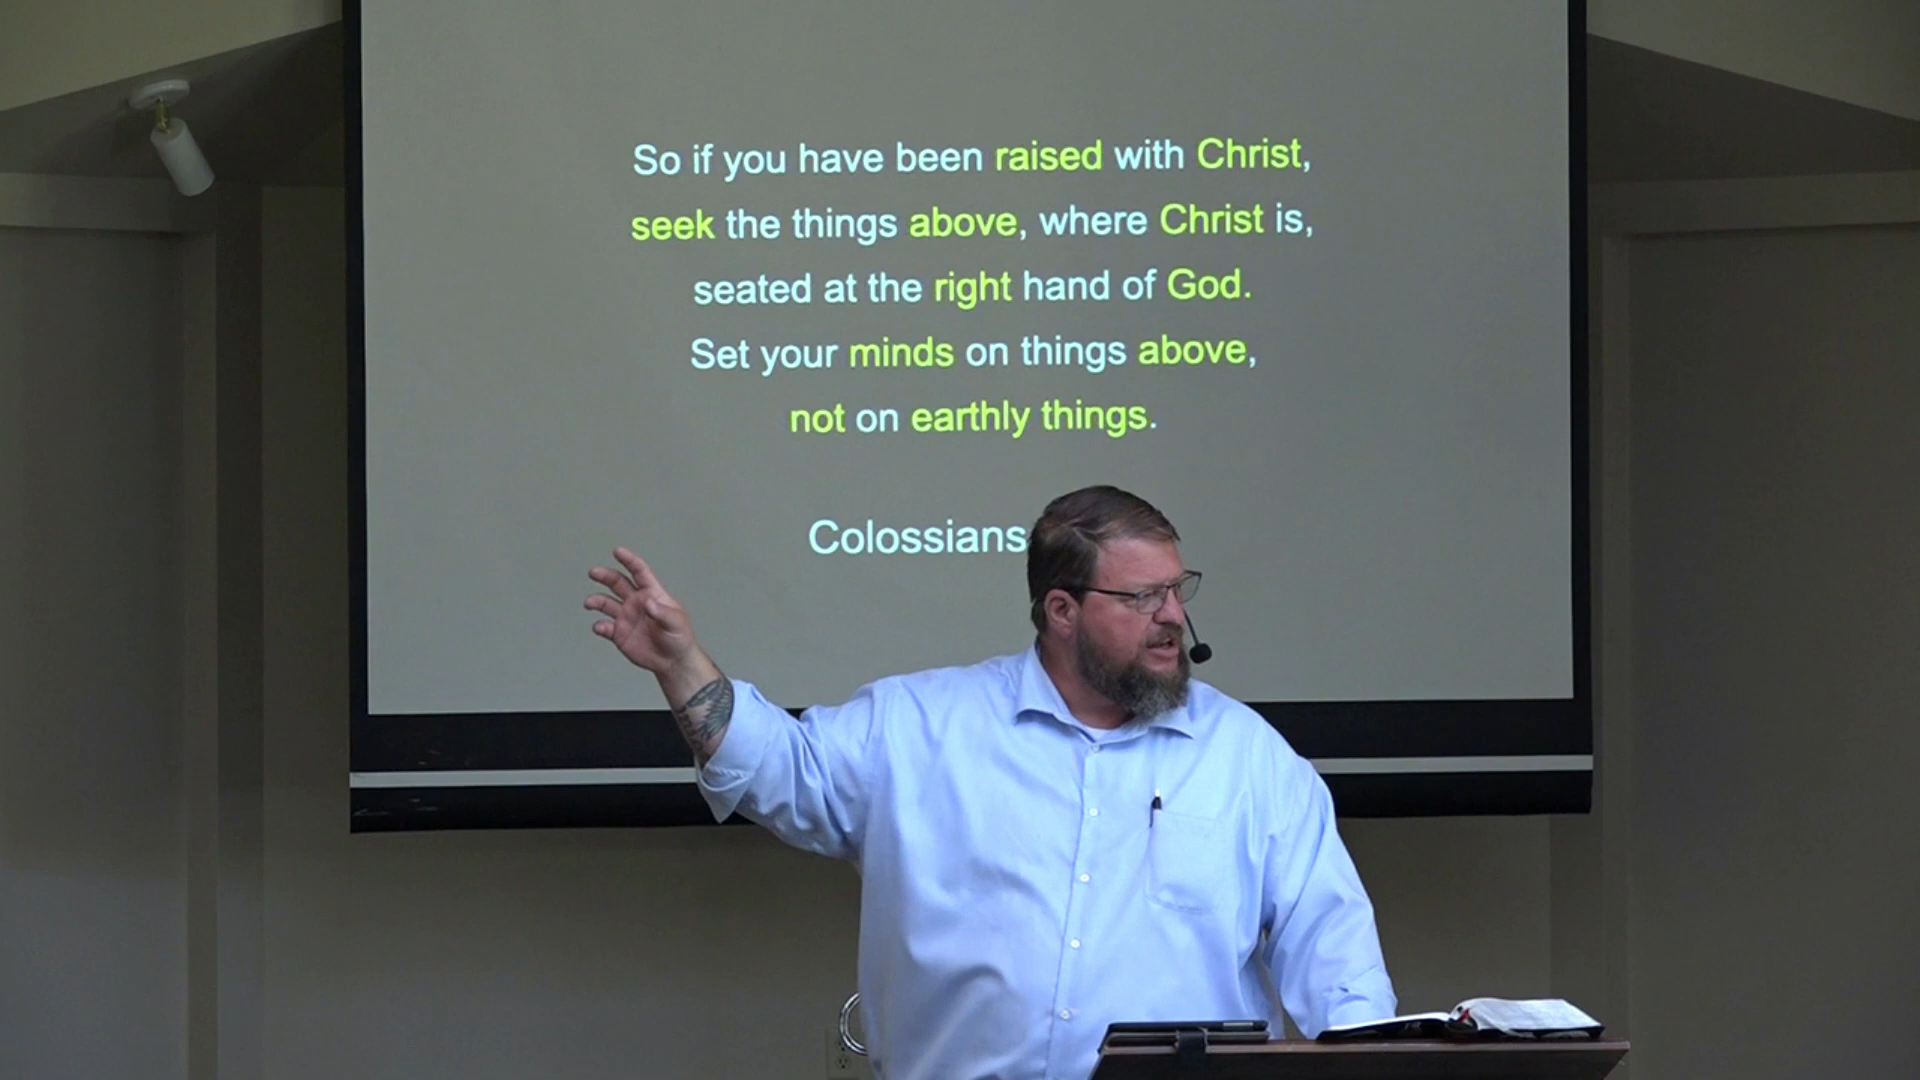 So if you have been raised with Christ,
seek the things above, where Christ is,
seated at the right hand of God.
Set your minds on things above,
not on earthly things.
Colossians